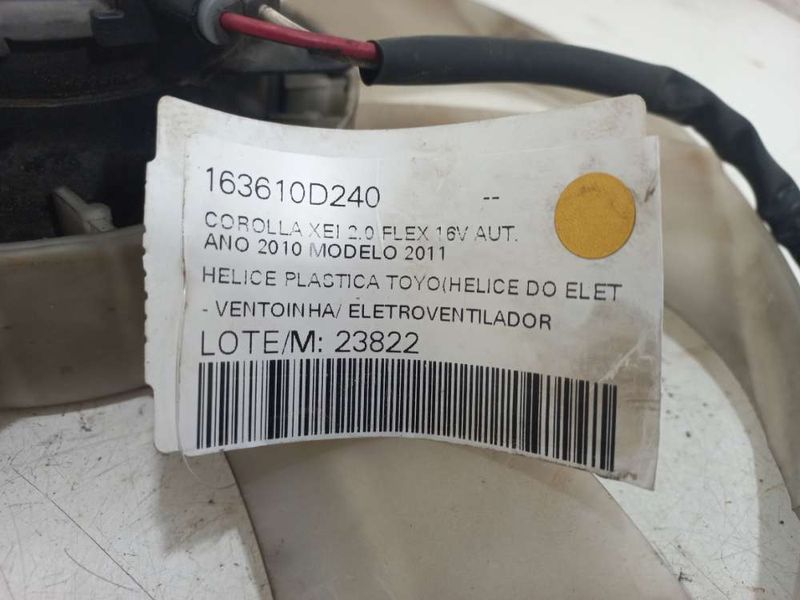 163610D240 --
COROLLA XEI 2.0 FLEX 16V AUT.
ANO 2010 MODELO 2011
HELICE PLASTICA TOYO(HELICE DO ELET
- VENTOINHA/ ELETROVENTILADOR
LOTE/M: 23822